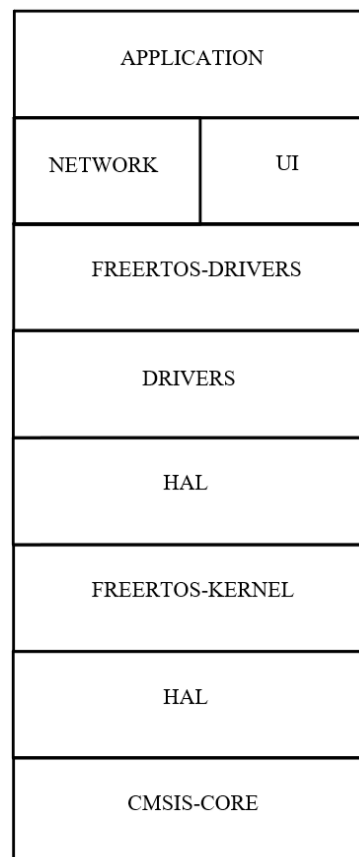 APPLICATION
NETWORK UI
FREERTOS-DRIVERS
DRIVERS
HAL
FREERTOS-KERNEL
HAL
CMSIS-CORE